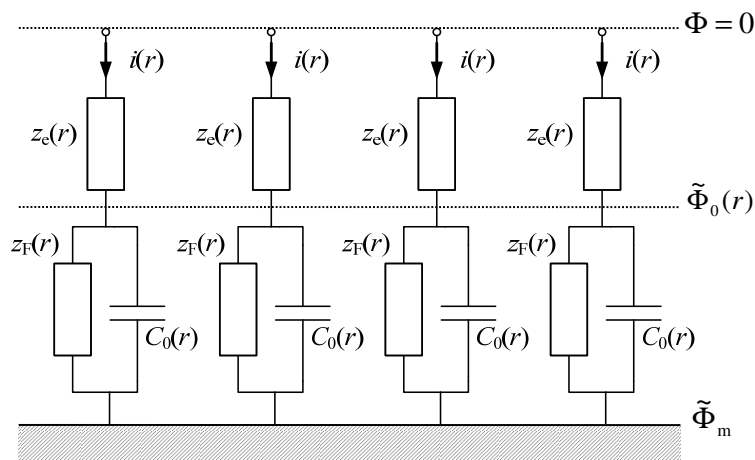 Φ = 0
i(r) i(r) i(r) i(r)
z_e(r) z_e(r) z_e(r) z_e(r)
Φ̃_0(r)
z_F(r) z_F(r) z_F(r) z_F(r)
C_0(r) C_0(r) C_0(r) C_0(r)
Φ̃_m